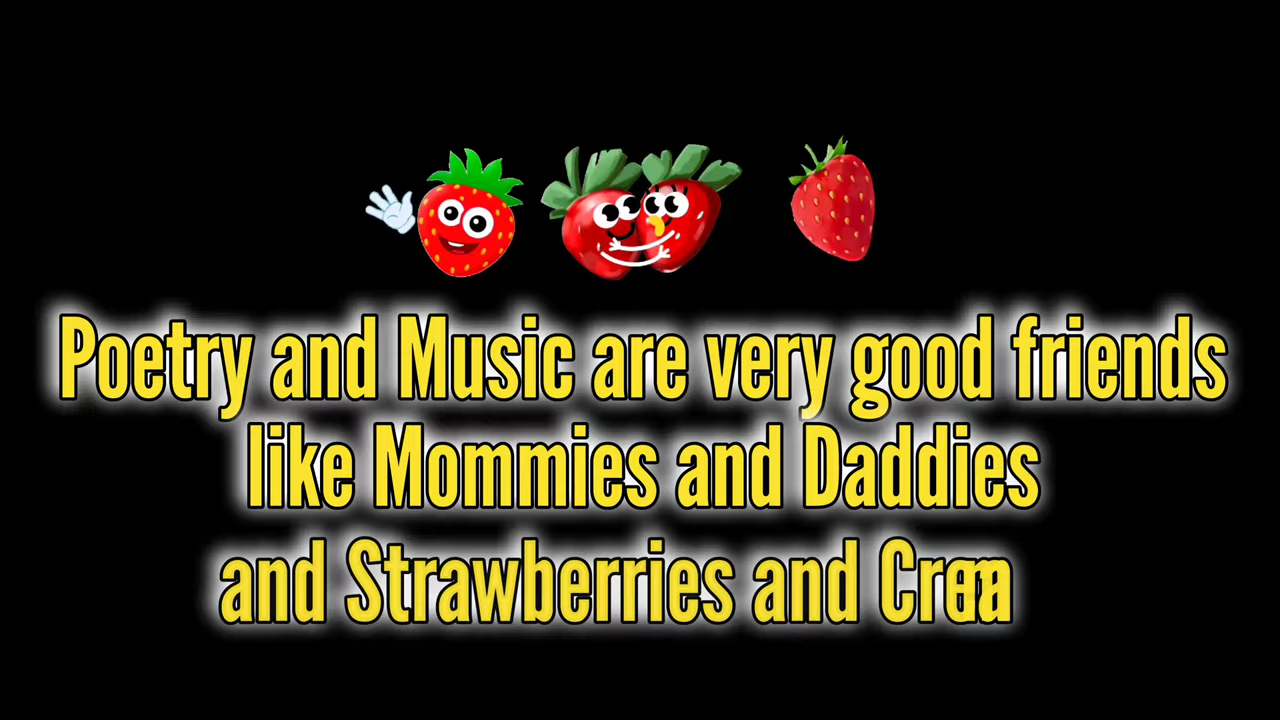 Poetry and Music are very good friends
like Mommies and Daddies
and Strawberries and